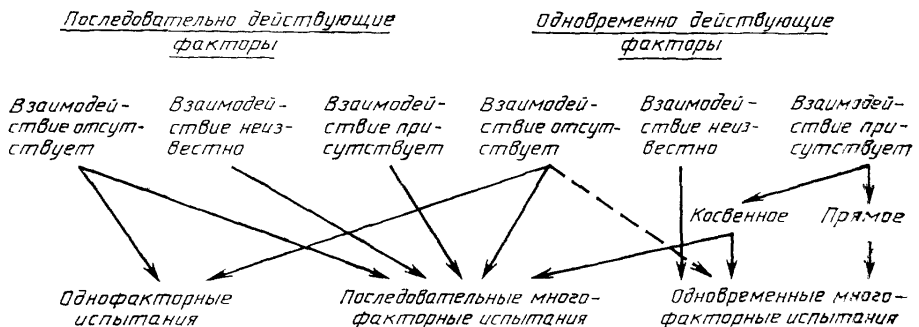 Последовательно действующие
факторы
Одновременно действующие
факторы
Взаимодей-
ствие отсут-
ствует
Взаимодей-
ствие неиз-
вестно
Взаимодей-
ствие при-
сутствует
Взаимодей-
ствие отсут-
ствует
Взаимодей-
ствие неиз-
вестно
Взаимодей-
ствие при-
сутствует
Косвенное
Прямое
Однофакторные
испытания
Последовательные много-
факторные испытания
Одновременные много-
факторные испытания